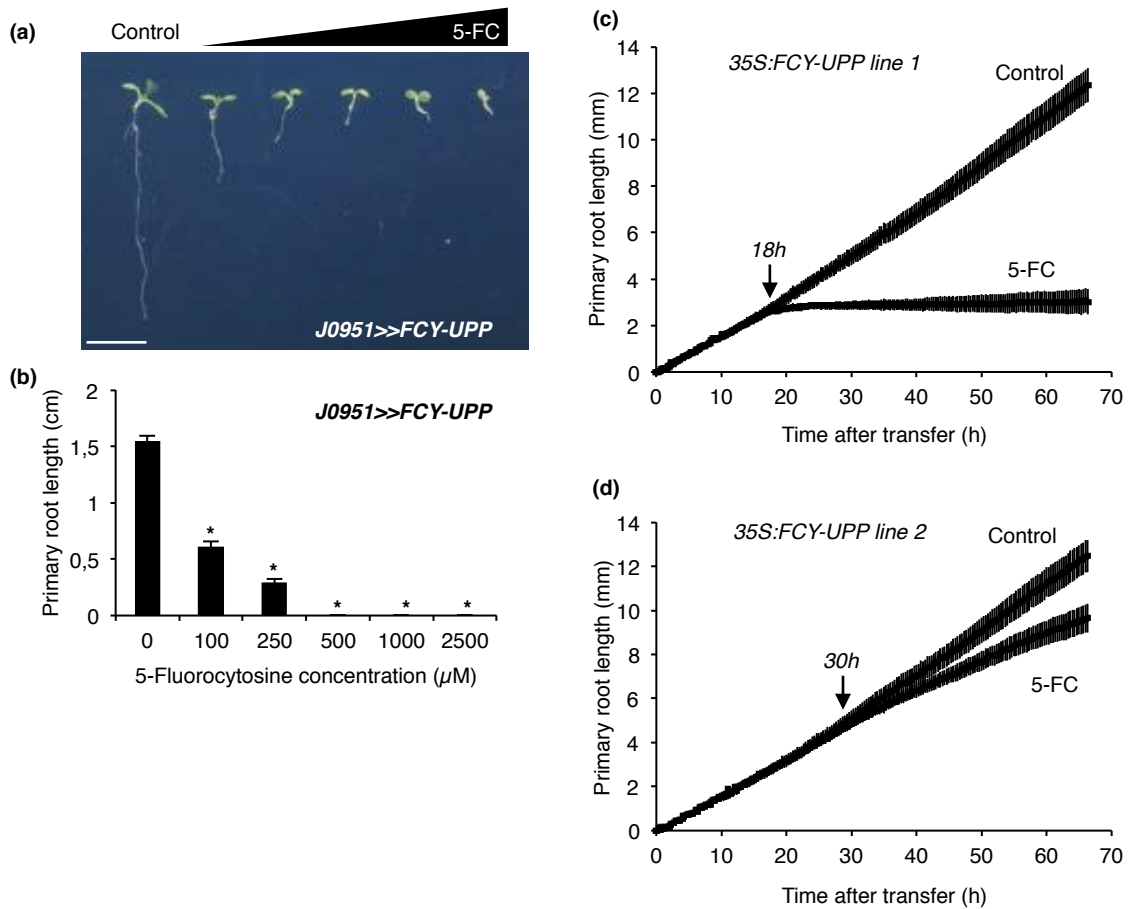 (a)
Control
5-FC
J0951>>FCY-UPP
(b)
J0951>>FCY-UPP
Primary root length (cm)
2
1,5
1
0,5
0
*
*
*
*
*
0
100
250
500
1000
2500
5-Fluorocytosine concentration (µM)
(c)
35S:FCY-UPP line 1
Control
5-FC
18h
Primary root length (mm)
14
12
10
8
6
4
2
0
0
10
20
30
40
50
60
70
Time after transfer (h)
(d)
35S:FCY-UPP line 2
Control
5-FC
30h
Primary root length (mm)
14
12
10
8
6
4
2
0
0
10
20
30
40
50
60
70
Time after transfer (h)